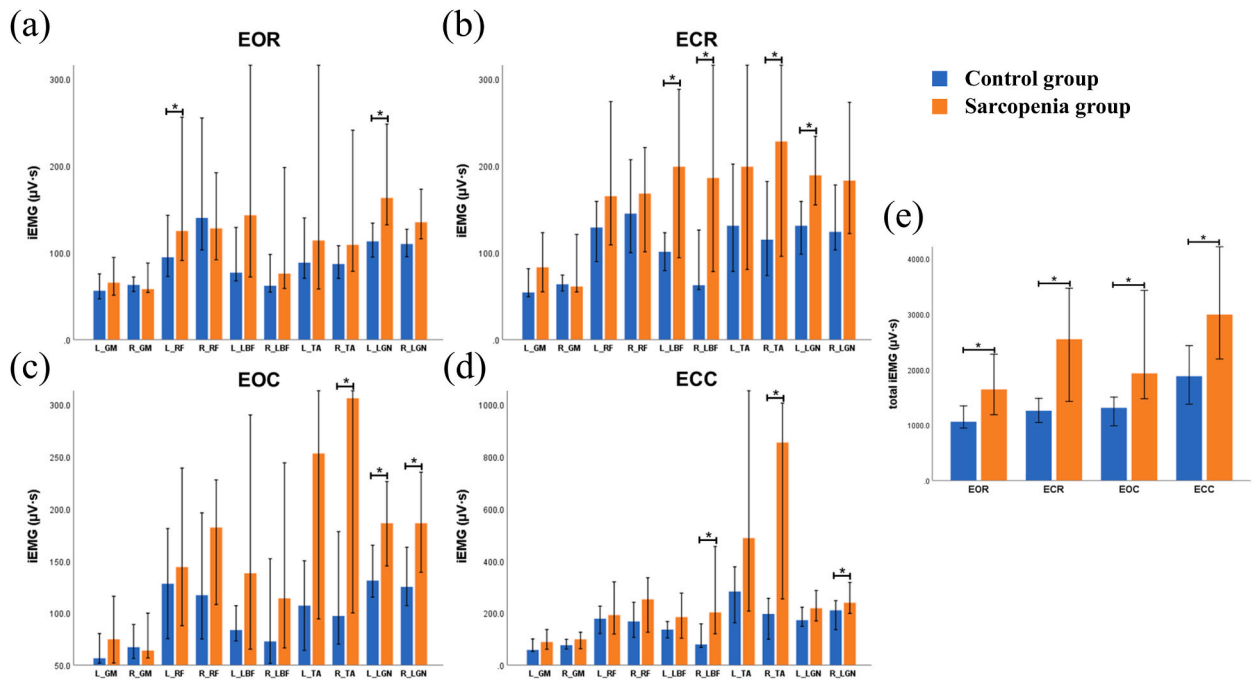 (a)
EOR
iEMG (μV·s)
300.0
200.0
100.0
.0
L_GM R_GM L_RF R_RF L_LBF R_LBF L_TA R_TA L_LGN R_LGN
*
*
(b)
ECR
iEMG (μV·s)
300.0
200.0
100.0
.0
L_GM R_GM L_RF R_RF L_LBF R_LBF L_TA R_TA L_LGN R_LGN
*
*
*
*
Control group
Sarcopenia group
(c)
EOC
iEMG (μV·s)
300.0
250.0
200.0
150.0
100.0
50.0
L_GM R_GM L_RF R_RF L_LBF R_LBF L_TA R_TA L_LGN R_LGN
*
*
*
(d)
ECC
iEMG (μV·s)
1000.0
800.0
600.0
400.0
200.0
.0
L_GM R_GM L_RF R_RF L_LBF R_LBF L_TA R_TA L_LGN R_LGN
*
*
*
(e)
total iEMG (μV·s)
4000.0
3000.0
2000.0
1000.0
.0
EOR ECR EOC ECC
*
*
*
*